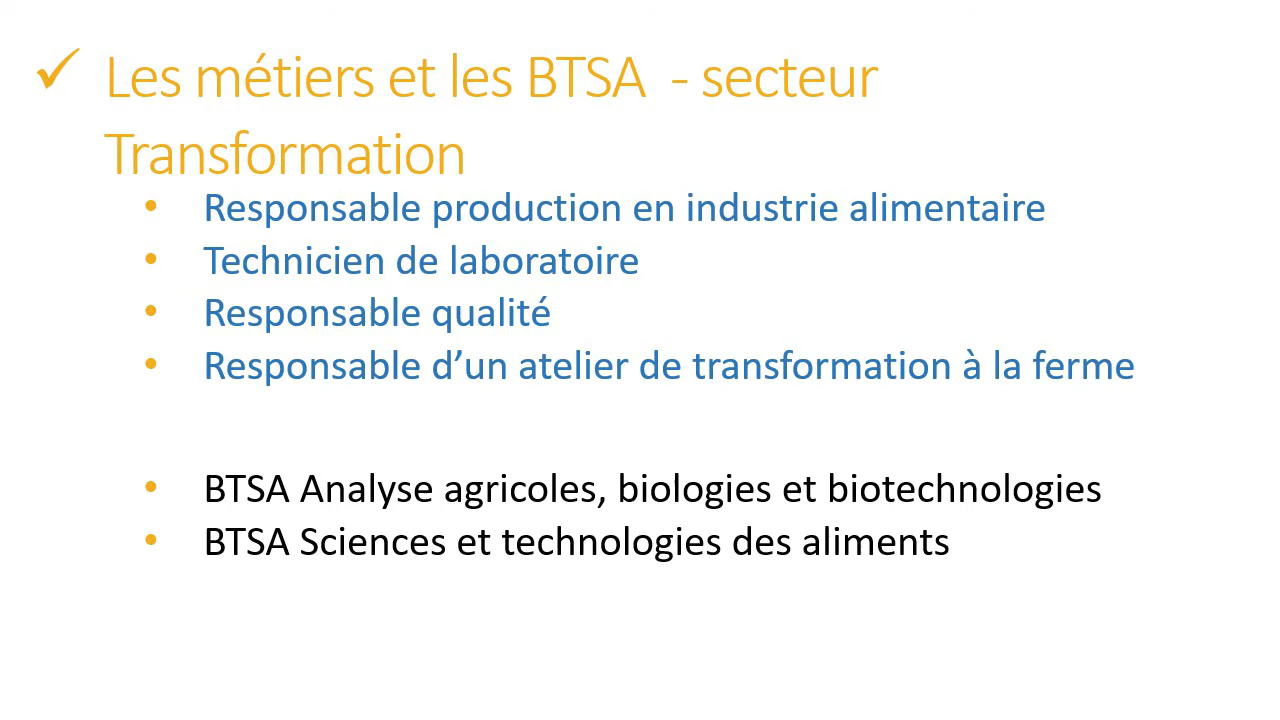 Les métiers et les BTSA - secteur
Transformation
Responsable production en industrie alimentaire
Technicien de laboratoire
Responsable qualité
Responsable d’un atelier de transformation à la ferme
BTSA Analyse agricoles, biologies et biotechnologies
BTSA Sciences et technologies des aliments